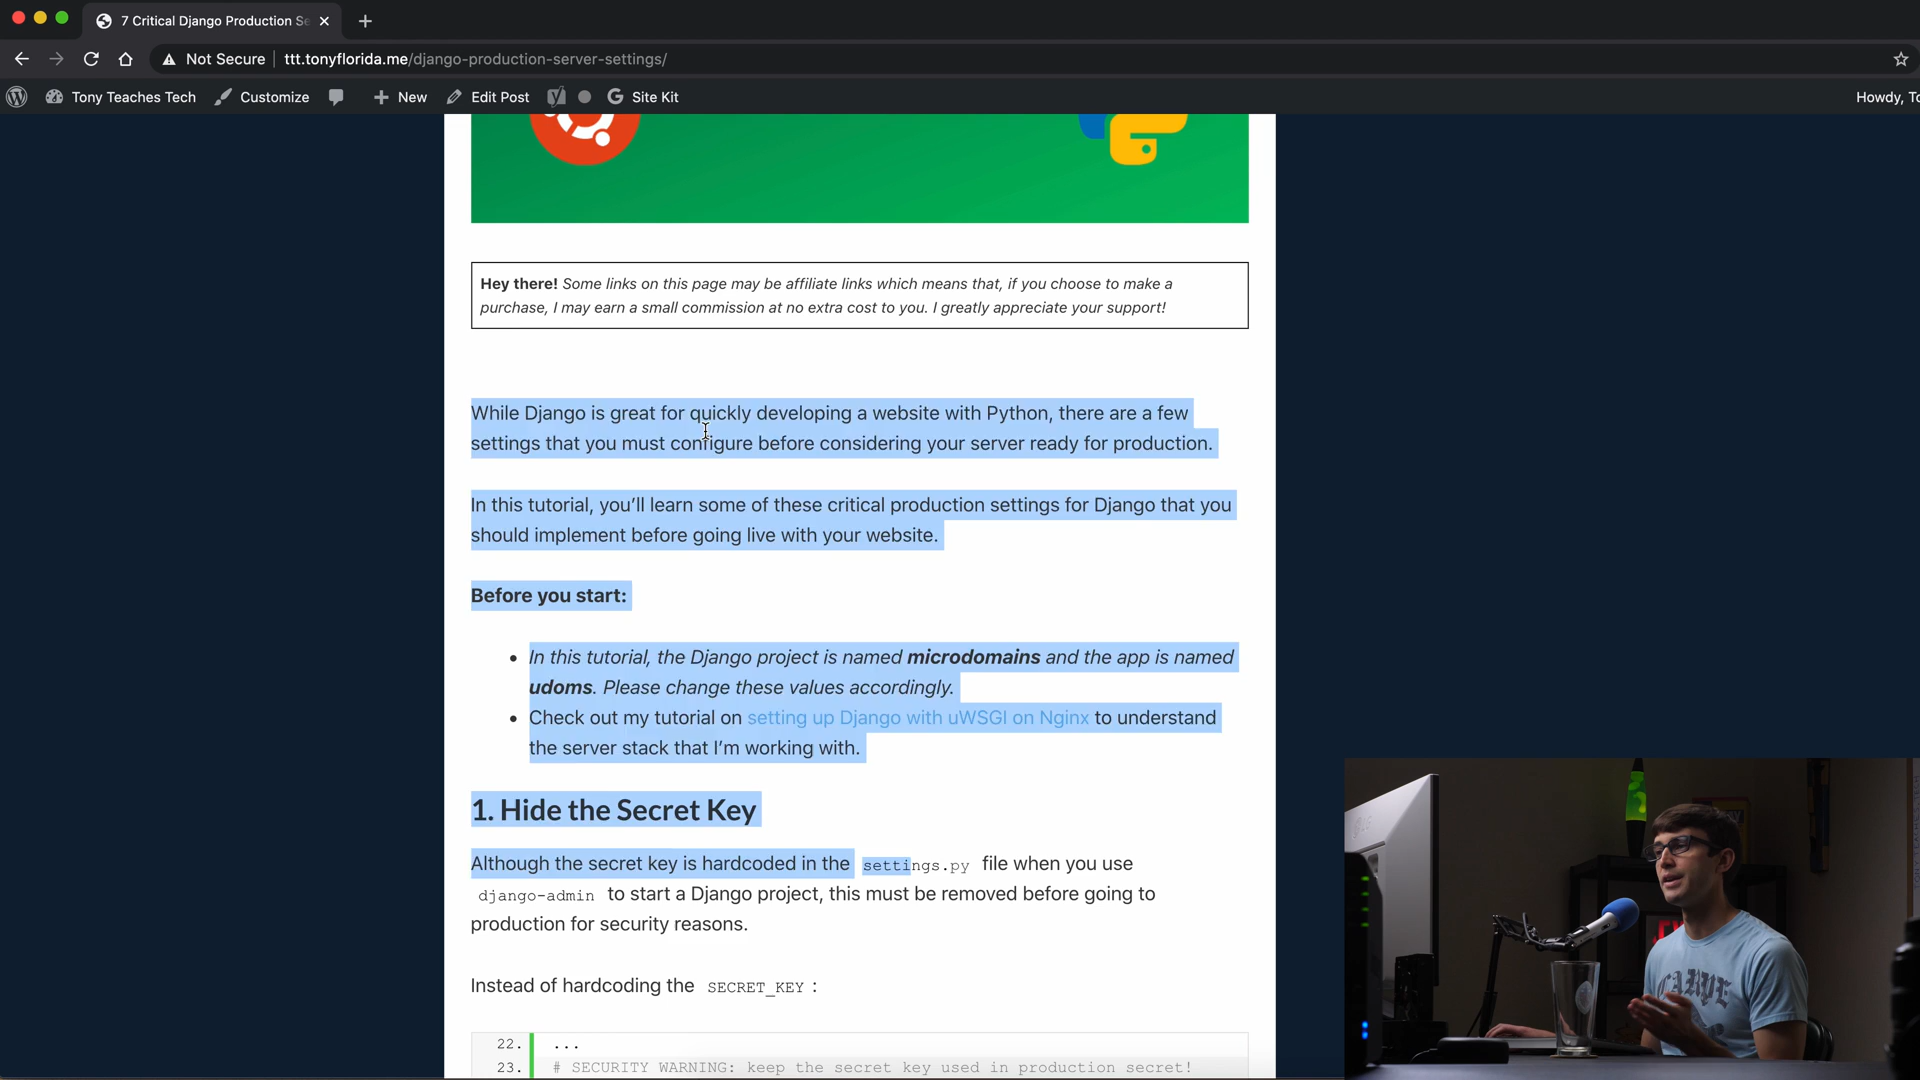 7 Critical Django Production Se
Not Secure
ttt.tonyflorida.me/django-production-server-settings/
Tony Teaches Tech
Customize
New
Edit Post
Site Kit
Howdy, To
Hey there! Some links on this page may be affiliate links which means that, if you choose to make a
purchase, I may earn a small commission at no extra cost to you. I greatly appreciate your support!
While Django is great for quickly developing a website with Python, there are a few
settings that you must configure before considering your server ready for production.
In this tutorial, you’ll learn some of these critical production settings for Django that you
should implement before going live with your website.
Before you start:
• In this tutorial, the Django project is named microdomains and the app is named
udoms. Please change these values accordingly.
• Check out my tutorial on setting up Django with uWSGI on Nginx to understand
the server stack that I’m working with.
1. Hide the Secret Key
Although the secret key is hardcoded in the settings.py file when you use
django-admin to start a Django project, this must be removed before going to
production for security reasons.
Instead of hardcoding the SECRET_KEY :
22. ...
23. # SECURITY WARNING: keep the secret key used in production secret!